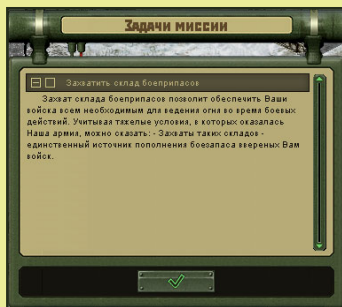 Задачи миссии
Захватить склад боеприпасов
Захват склада боеприпасов позволит обеспечить Ваши
войска всем необходимым для ведения огня во время боевых
действий. Учитывая тяжелые условия, в которых оказалась
Наша армия, можно сказать: - Захваты таких складов -
единственный источник пополнения боезапаса ввереных Вам
войск.